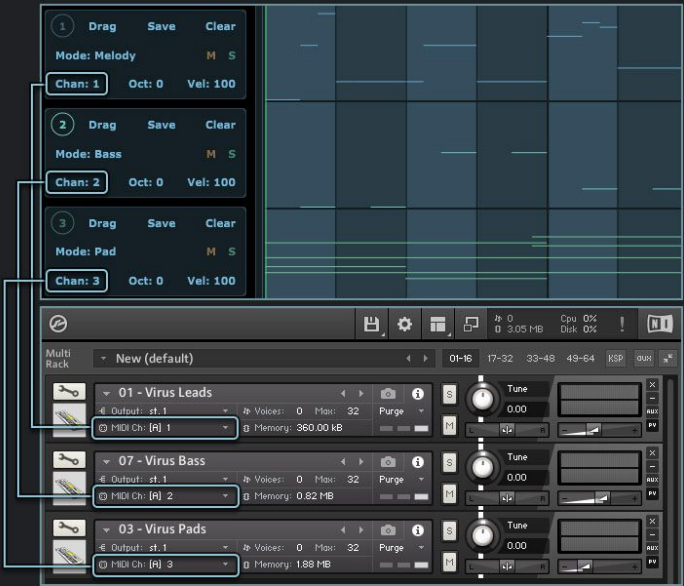 1 Drag Save Clear
Mode: Melody M S
Chan: 1 Oct: 0 Vel: 100
2 Drag Save Clear
Mode: Bass M S
Chan: 2 Oct: 0 Vel: 100
3 Drag Save Clear
Mode: Pad M S
Chan: 3 Oct: 0 Vel: 100
0 Cpu 0%
0 3.05 MB Disk 0% ! NI
Multi
Rack
New (default) 01-16 17-32 33-48 49-64 KSP aux
01 - Virus Leads i S Tune x
Output: st.1 Voices: 0 Max: 32 Purge 0.00 - AUX
MIDI Ch: [A] 1 Memory: 360.00 kB M L R - + PV
07 - Virus Bass i S Tune x
Output: st.1 Voices: 0 Max: 32 Purge 0.00 - AUX
MIDI Ch: [A] 2 Memory: 0.82 MB M L R - + PV
03 - Virus Pads i S Tune x
Output: st.1 Voices: 0 Max: 32 Purge 0.00 - AUX
MIDI Ch: [A] 3 Memory: 1.88 MB M L R - + PV